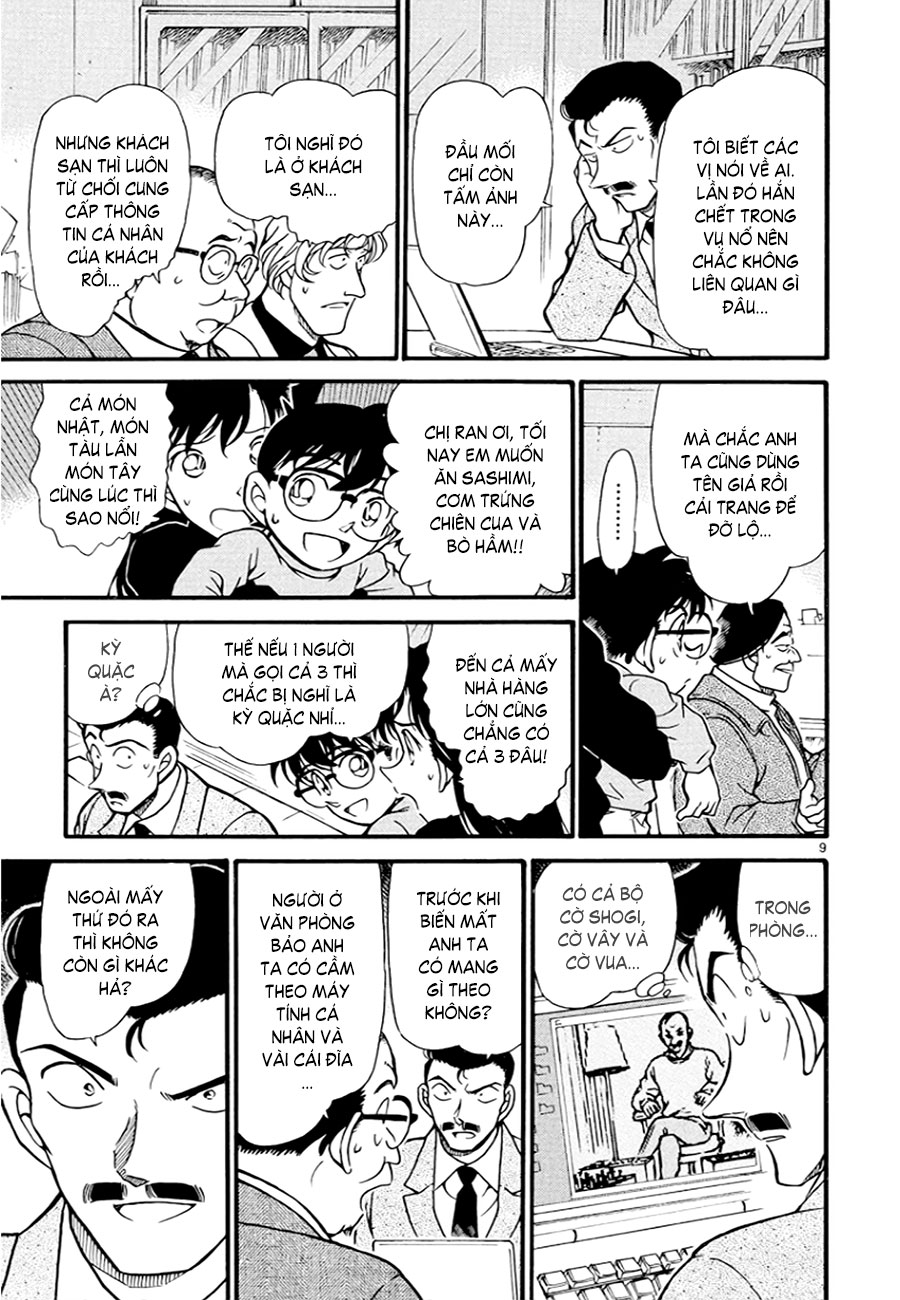 TÔI BIẾT CÁC
VỊ NÓI VỀ AI.
LẦN ĐÓ HẮN
CHẾT TRONG
VỤ NỔ NÊN
CHẮC KHÔNG
LIÊN QUAN GÌ
ĐÂU...
ĐẦU MỐI
CHỈ CÒN
TẤM ẢNH
NÀY...
TÔI NGHĨ ĐÓ
LÀ Ở KHÁCH
SẠN...
NHƯNG KHÁCH
SẠN THÌ LUÔN
TỪ CHỐI CUNG
CẤP THÔNG
TIN CÁ NHÂN
CỦA KHÁCH
RỒI...
MÀ CHẮC ANH
TA CŨNG DÙNG
TÊN GIẢ RỒI
CẢI TRANG ĐỂ
ĐỠ LỘ...
.........
CHỊ RAN ƠI, TỐI
NAY EM MUỐN
ĂN SASHIMI,
CƠM TRỨNG
CHIÊN CUA VÀ
BÒ HẦM!!
CẢ MÓN
NHẬT, MÓN
TÀU LẪN
MÓN TÂY
CÙNG LÚC THÌ
SAO NỔI!
ĐẾN CẢ MẤY
NHÀ HÀNG
LỚN CŨNG
CHẲNG CÓ
CẢ 3 ĐÂU!
THẾ NẾU 1 NGƯỜI
MÀ GỌI CẢ 3 THÌ
CHẮC BỊ NGHĨ LÀ
KỲ QUẶC NHỈ...
KỲ
QUẶC
À?
9
TRONG
PHÒNG...
CÓ CẢ BỘ
CỜ SHOGI,
CỜ VÂY VÀ
CỜ VUA...
TRƯỚC KHI
BIẾN MẤT
ANH TA
CÓ MANG
GÌ THEO
KHÔNG?
NGƯỜI Ở
VĂN PHÒNG
BẢO ANH
TA CÓ CẦM
THEO MÁY
TÍNH CÁ
NHÂN VÀ
VÀI CÁI ĐĨA
...
NGOÀI MẤY
THỨ ĐÓ RA
THÌ KHÔNG
CÒN GÌ KHÁC
HẢ?